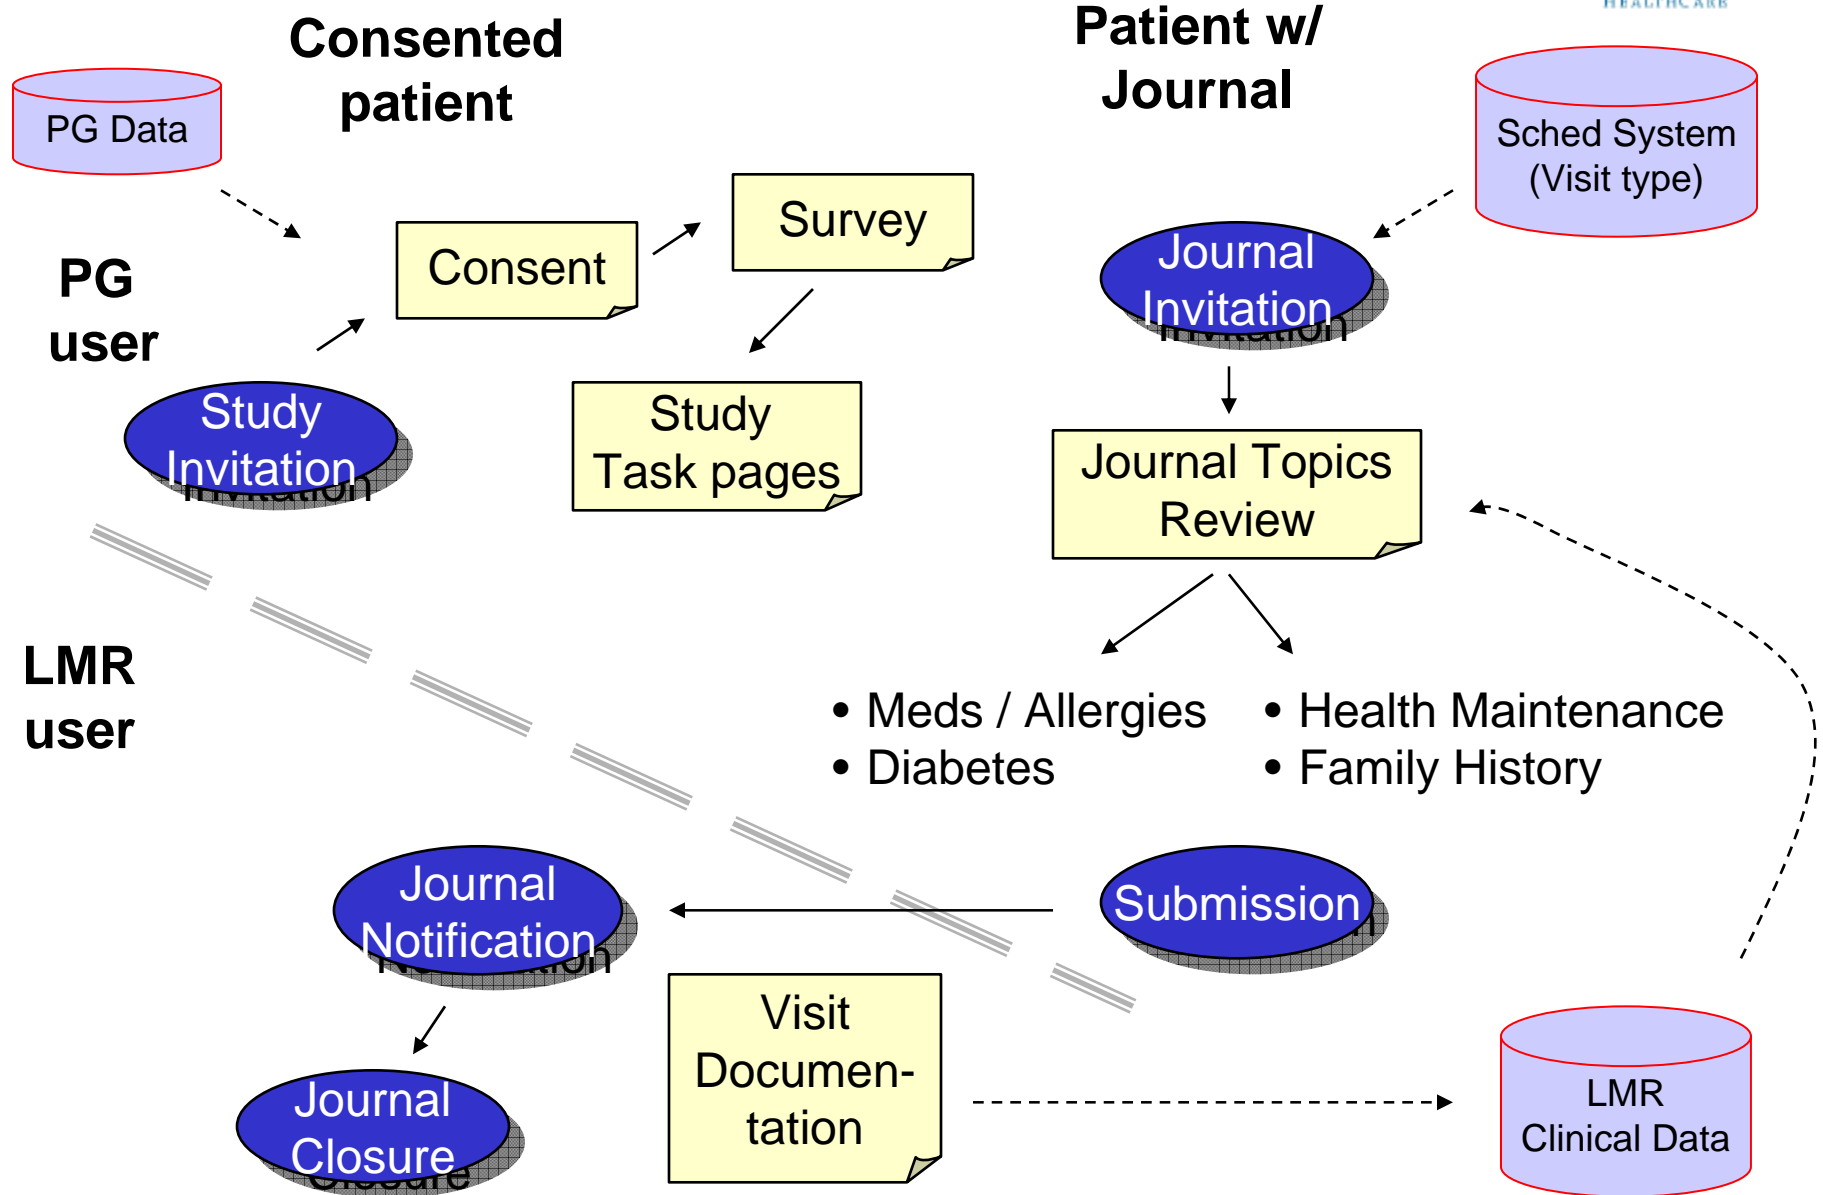 HEALTHCARE
Consented
patient
Patient w/
Journal
PG Data
Sched System
(Visit type)
Survey
Consent
Journal
Invitation
PG
user
Study
Invitation
Study
Task pages
Journal Topics
Review
LMR
user
• Meds / Allergies
• Diabetes
• Health Maintenance
• Family History
Journal
Notification
Submission
Visit
Documen-
tation
Journal
Closure
LMR
Clinical Data